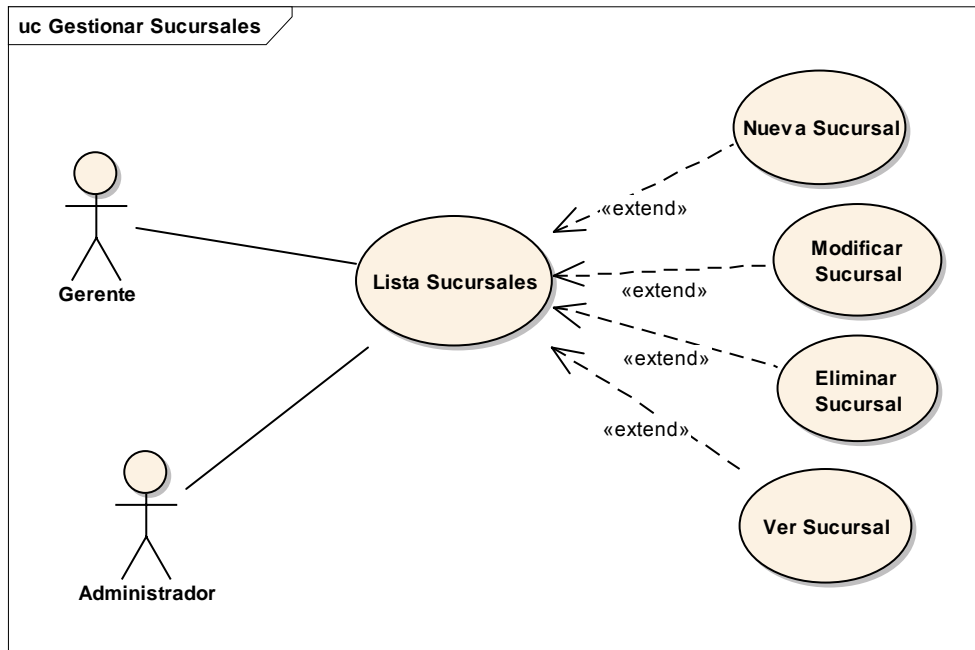 uc Gestionar Sucursales
Nueva Sucursal
«extend»
Gerente
Lista Sucursales
Modificar
Sucursal
«extend»
«extend»
Eliminar
Sucursal
«extend»
Ver Sucursal
Administrador